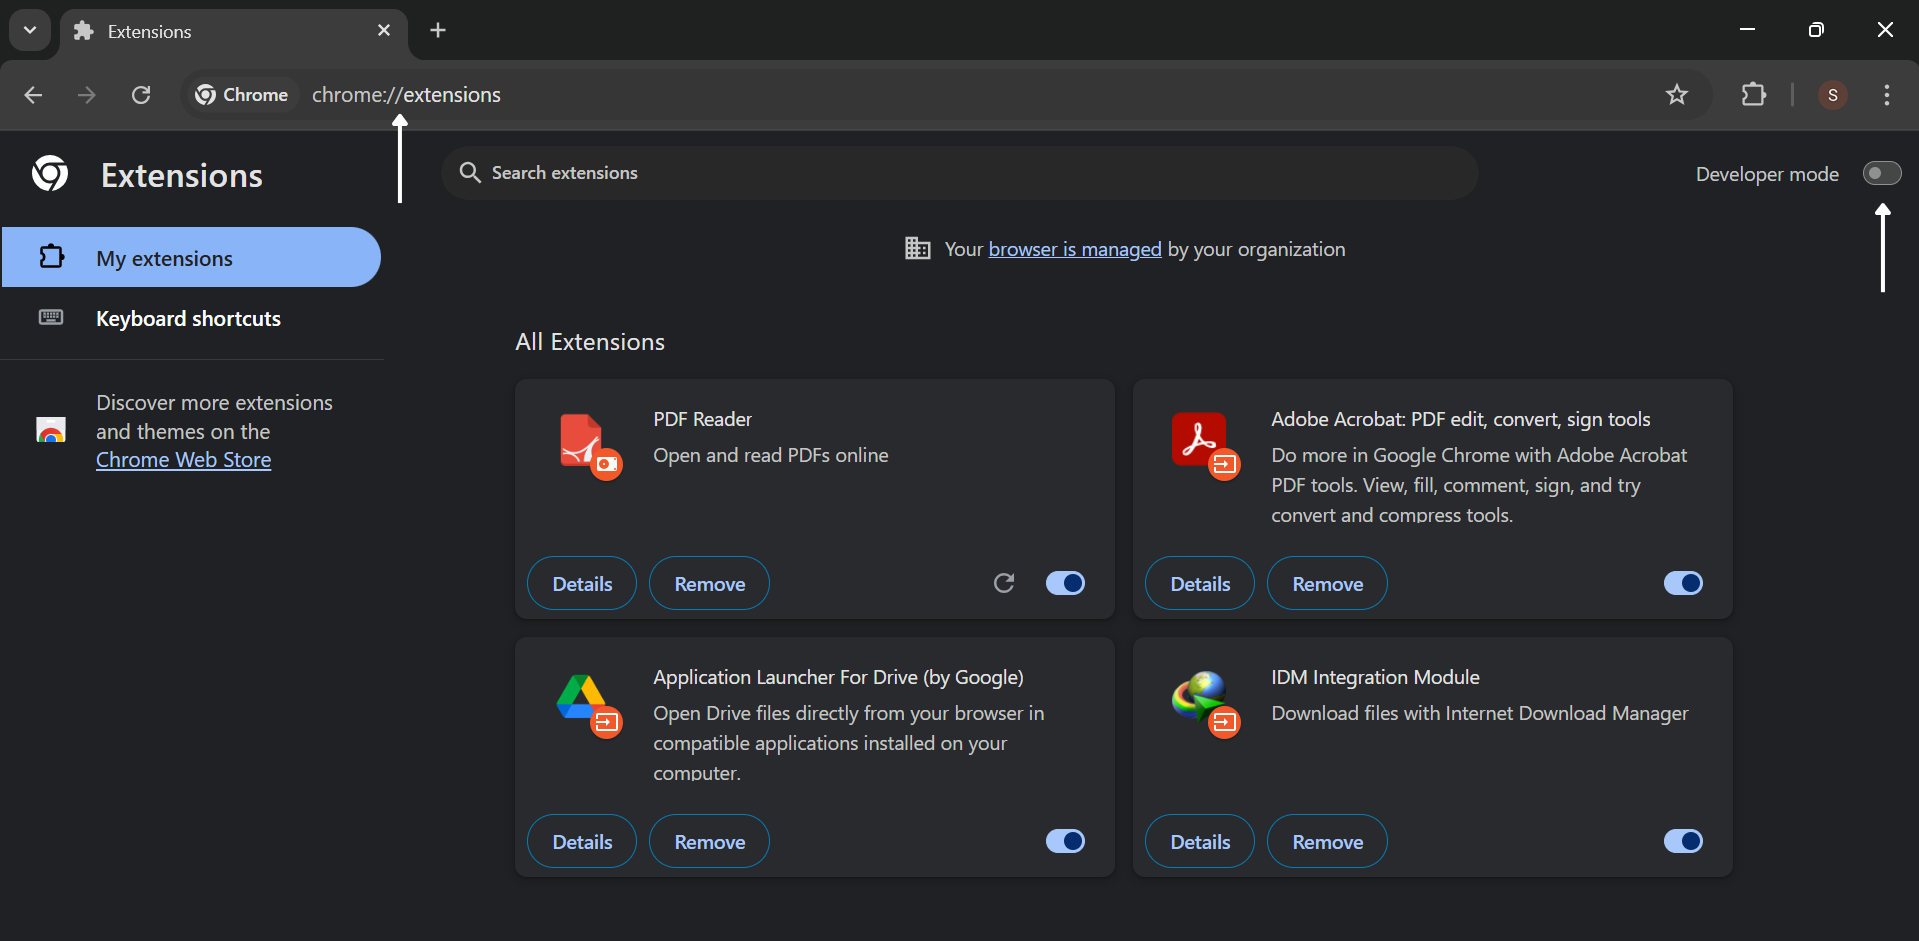 Extensions
Chrome
chrome://extensions
S
Extensions
Search extensions
Developer mode
My extensions
Your browser is managed by your organization
Keyboard shortcuts
All Extensions
Discover more extensions
and themes on the
Chrome Web Store
PDF Reader
Open and read PDFs online
Details
Remove
Adobe Acrobat: PDF edit, convert, sign tools
Do more in Google Chrome with Adobe Acrobat
PDF tools. View, fill, comment, sign, and try
convert and compress tools.
Details
Remove
Application Launcher For Drive (by Google)
Open Drive files directly from your browser in
compatible applications installed on your
computer.
Details
Remove
IDM Integration Module
Download files with Internet Download Manager
Details
Remove